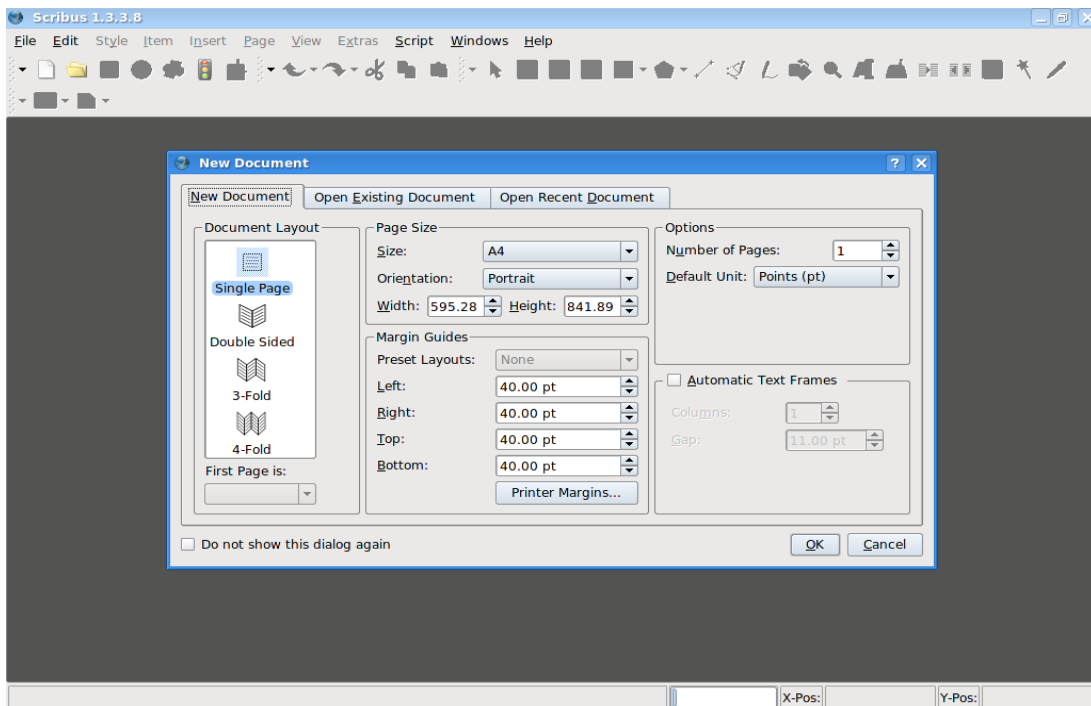 Scribus 1.3.3.8
File Edit Style Item Insert Page View Extras Script Windows Help
New Document
New Document Open Existing Document Open Recent Document
Document Layout
Single Page
Double Sided
3-Fold
4-Fold
First Page is:
Page Size
Size: A4
Orientation: Portrait
Width: 595.28 Height: 841.89
Margin Guides
Preset Layouts: None
Left: 40.00 pt
Right: 40.00 pt
Top: 40.00 pt
Bottom: 40.00 pt
Printer Margins...
Options
Number of Pages: 1
Default Unit: Points (pt)
Automatic Text Frames
Columns: 1
Gap: 11.00 pt
Do not show this dialog again
OK Cancel
X-Pos: Y-Pos: